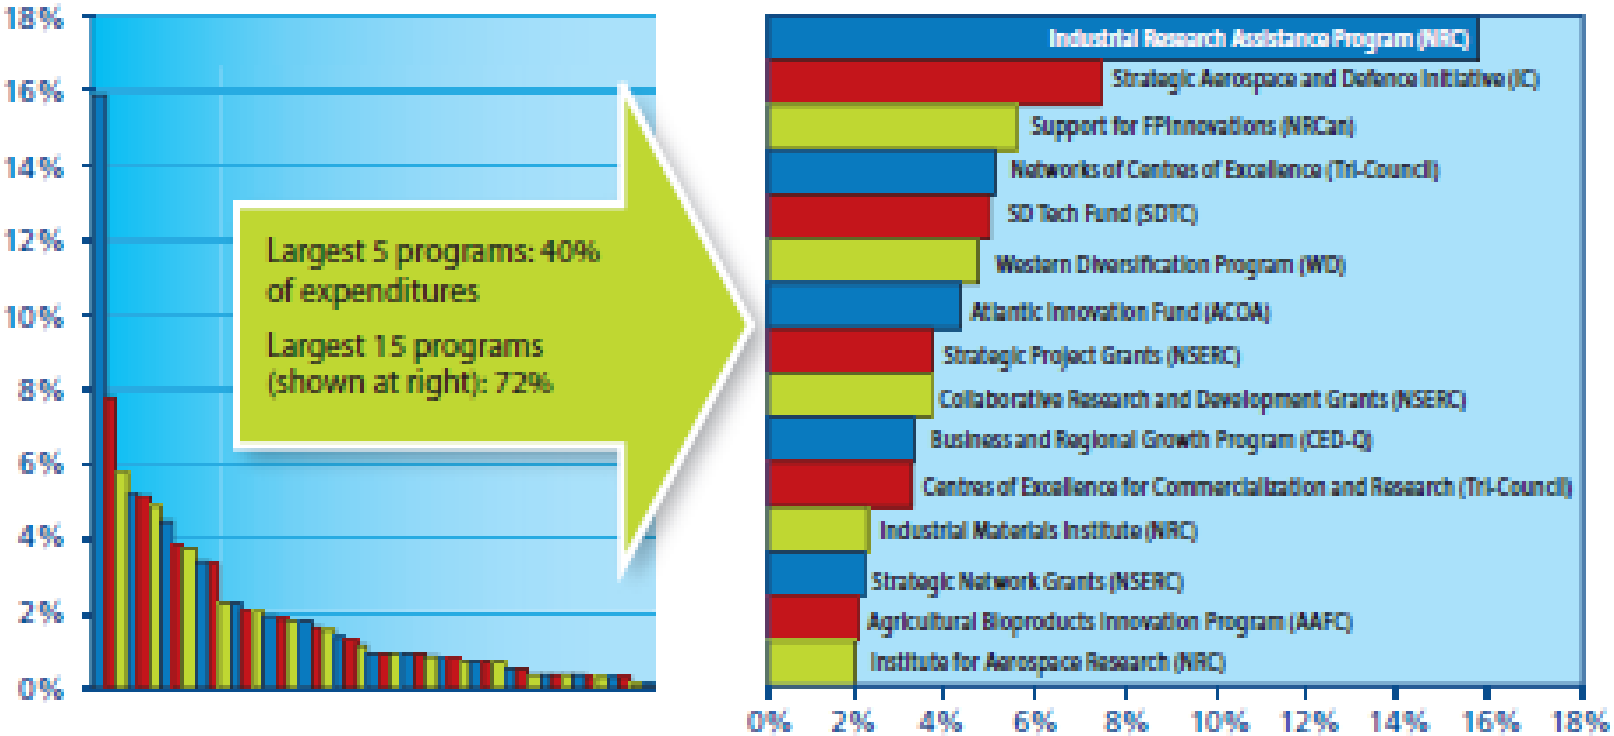 18%
16%
14%
12%
10%
8%
6%
4%
2%
0%
Largest 5 programs: 40%
of expenditures
Largest 15 programs
(shown at right): 72%
Industrial Research Assistance Program (NRC)
Strategic Aerospace and Defence Initiative (IC)
Support for FPInnovations (NRCan)
Networks of Centres of Excellence (Tri-Council)
SD Tech Fund (SDTC)
Western Diversification Program (WD)
Atlantic Innovation Fund (ACOA)
Strategic Project Grants (NSERC)
Collaborative Research and Development Grants (NSERC)
Business and Regional Growth Program (CED-Q)
Centres of Excellence for Commercialization and Research (Tri-Council)
Industrial Materials Institute (NRC)
Strategic Network Grants (NSERC)
Agricultural Bioproducts Innovation Program (AAFC)
Institute for Aerospace Research (NRC)
0% 2% 4% 6% 8% 10% 12% 14% 16% 18%